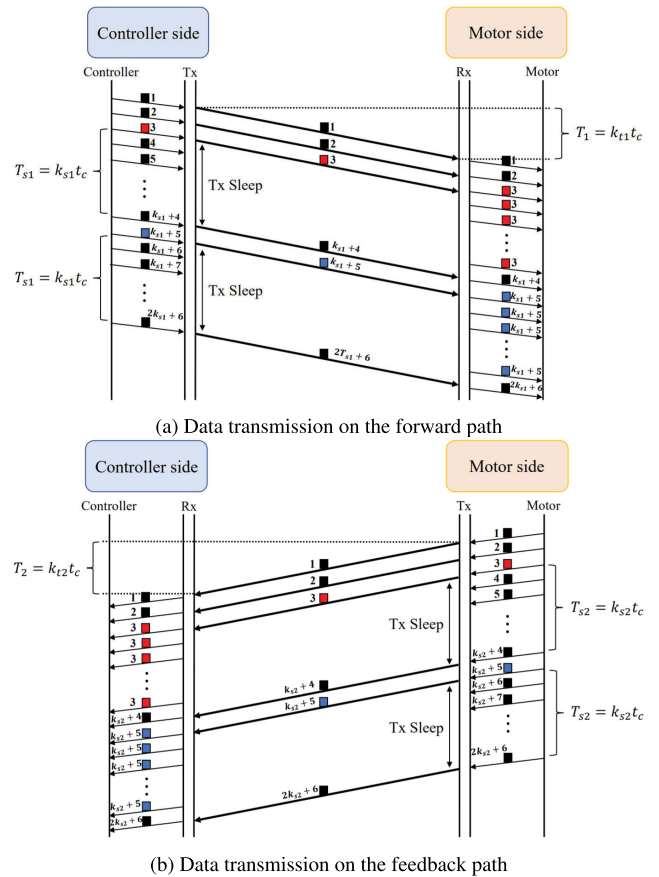 Controller side
Motor side
Controller
Tx
Rx
Motor
1
2
3
4
5
k_{s1}+4
k_{s1}+5
k_{s1}+6
k_{s1}+7
2k_{s1}+6
T_{s1} = k_{s1}t_c
T_{s1} = k_{s1}t_c
Tx Sleep
Tx Sleep
1
2
3
k_{s1}+4
k_{s1}+5
2T_{s1}+6
T_1 = k_{t1}t_c
1
2
3
3
3
3
k_{s1}+4
k_{s1}+5
k_{s1}+5
k_{s1}+5
k_{s1}+5
2k_{s1}+6
(a) Data transmission on the forward path
Controller side
Motor side
Controller
Rx
Tx
Motor
T_2 = k_{t2}t_c
1
2
3
3
3
3
k_{s2}+4
k_{s2}+5
k_{s2}+5
k_{s2}+5
k_{s2}+5
2k_{s2}+6
1
2
3
k_{s2}+4
k_{s2}+5
2k_{s2}+6
Tx Sleep
Tx Sleep
1
2
3
4
5
k_{s2}+4
k_{s2}+5
k_{s2}+6
k_{s2}+7
2k_{s2}+6
T_{s2} = k_{s2}t_c
T_{s2} = k_{s2}t_c
(b) Data transmission on the feedback path